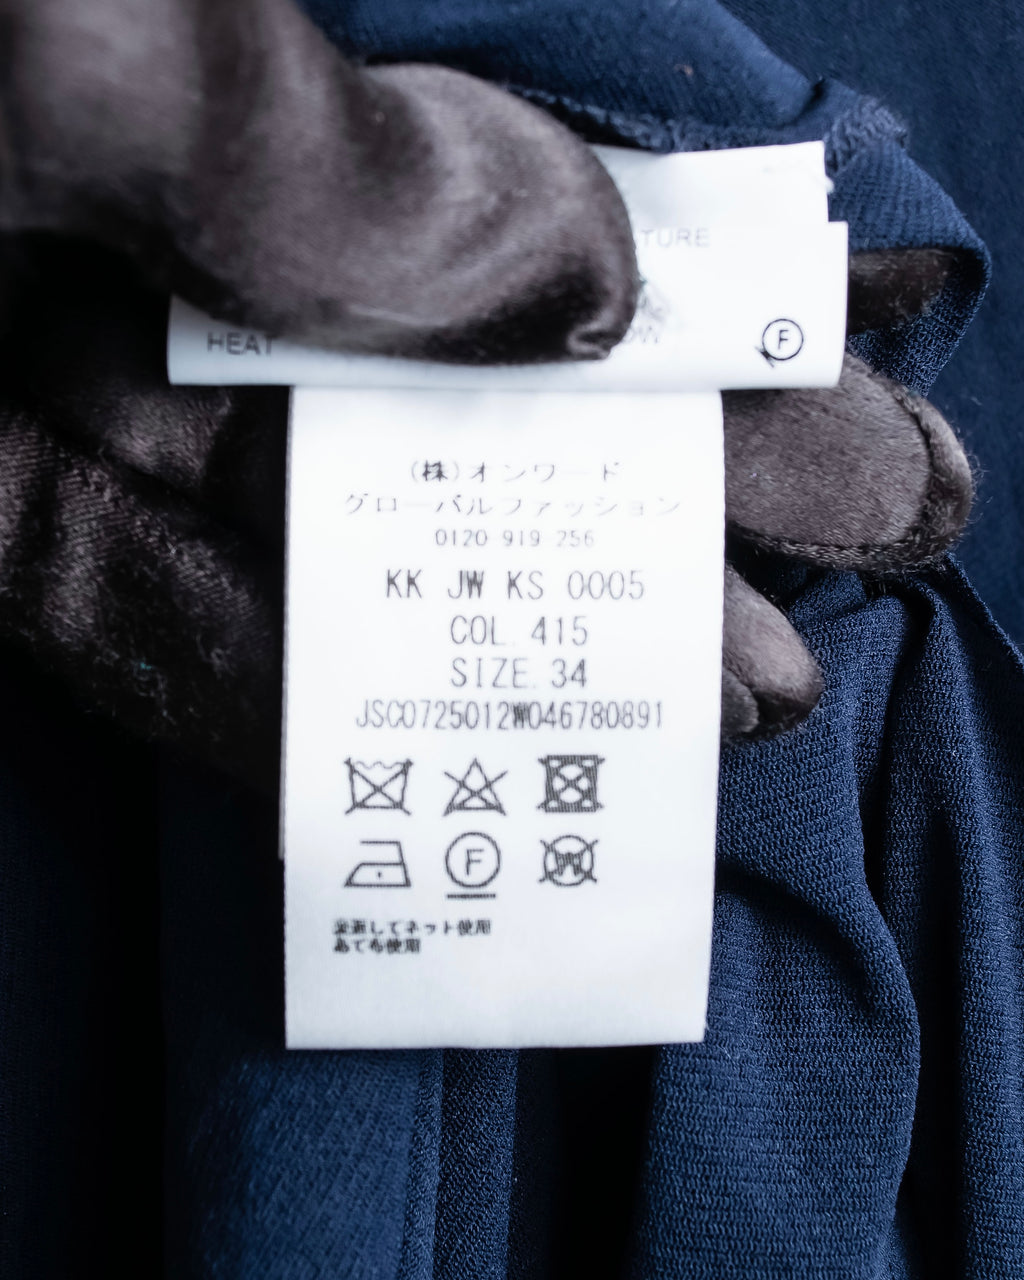 TURE
HEAT
OW
F
(株)オンワード
グローバルファッション
0120 919 256
KK JW KS 0005
COL. 415
SIZE. 34
JSC0725012W046780891
F
W
裏返してネット使用
あて布使用